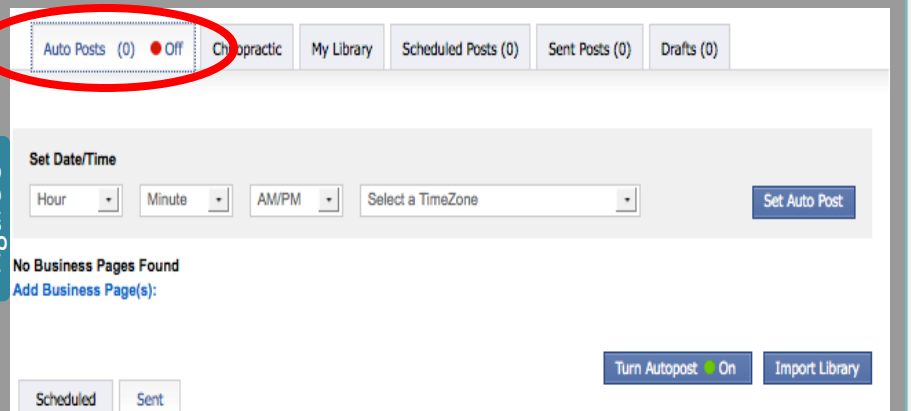 Auto Posts (0) Off Chiropractic My Library Scheduled Posts (0) Sent Posts (0) Drafts (0)
Set Date/Time
Hour Minute AM/PM Select a TimeZone Set Auto Post
No Business Pages Found
Add Business Page(s):
Turn Autopost On Import Library
Scheduled Sent